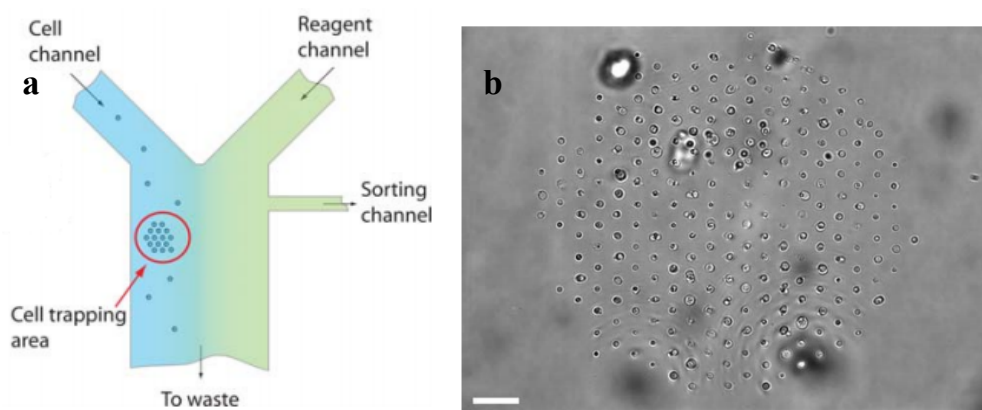 a
Cell
channel
Reagent
channel
Sorting
channel
Cell trapping
area
To waste
b